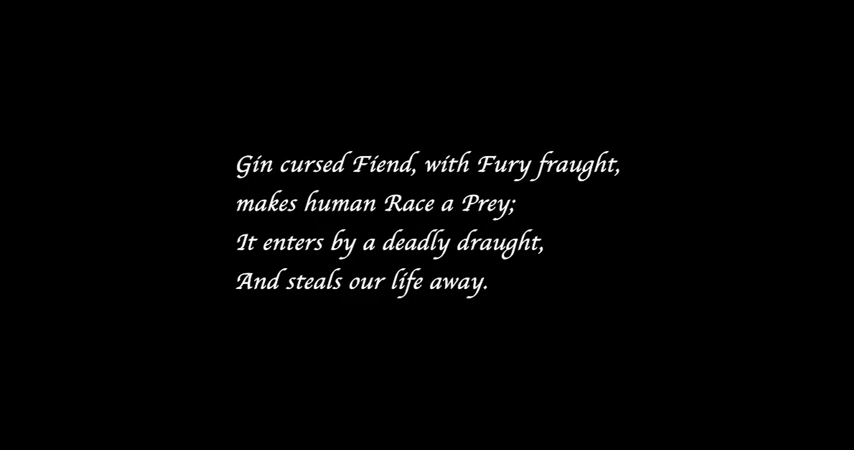 Gin cursed Fiend, with Fury fraught,
makes human Race a Prey;
It enters by a deadly draught,
And steals our life away.